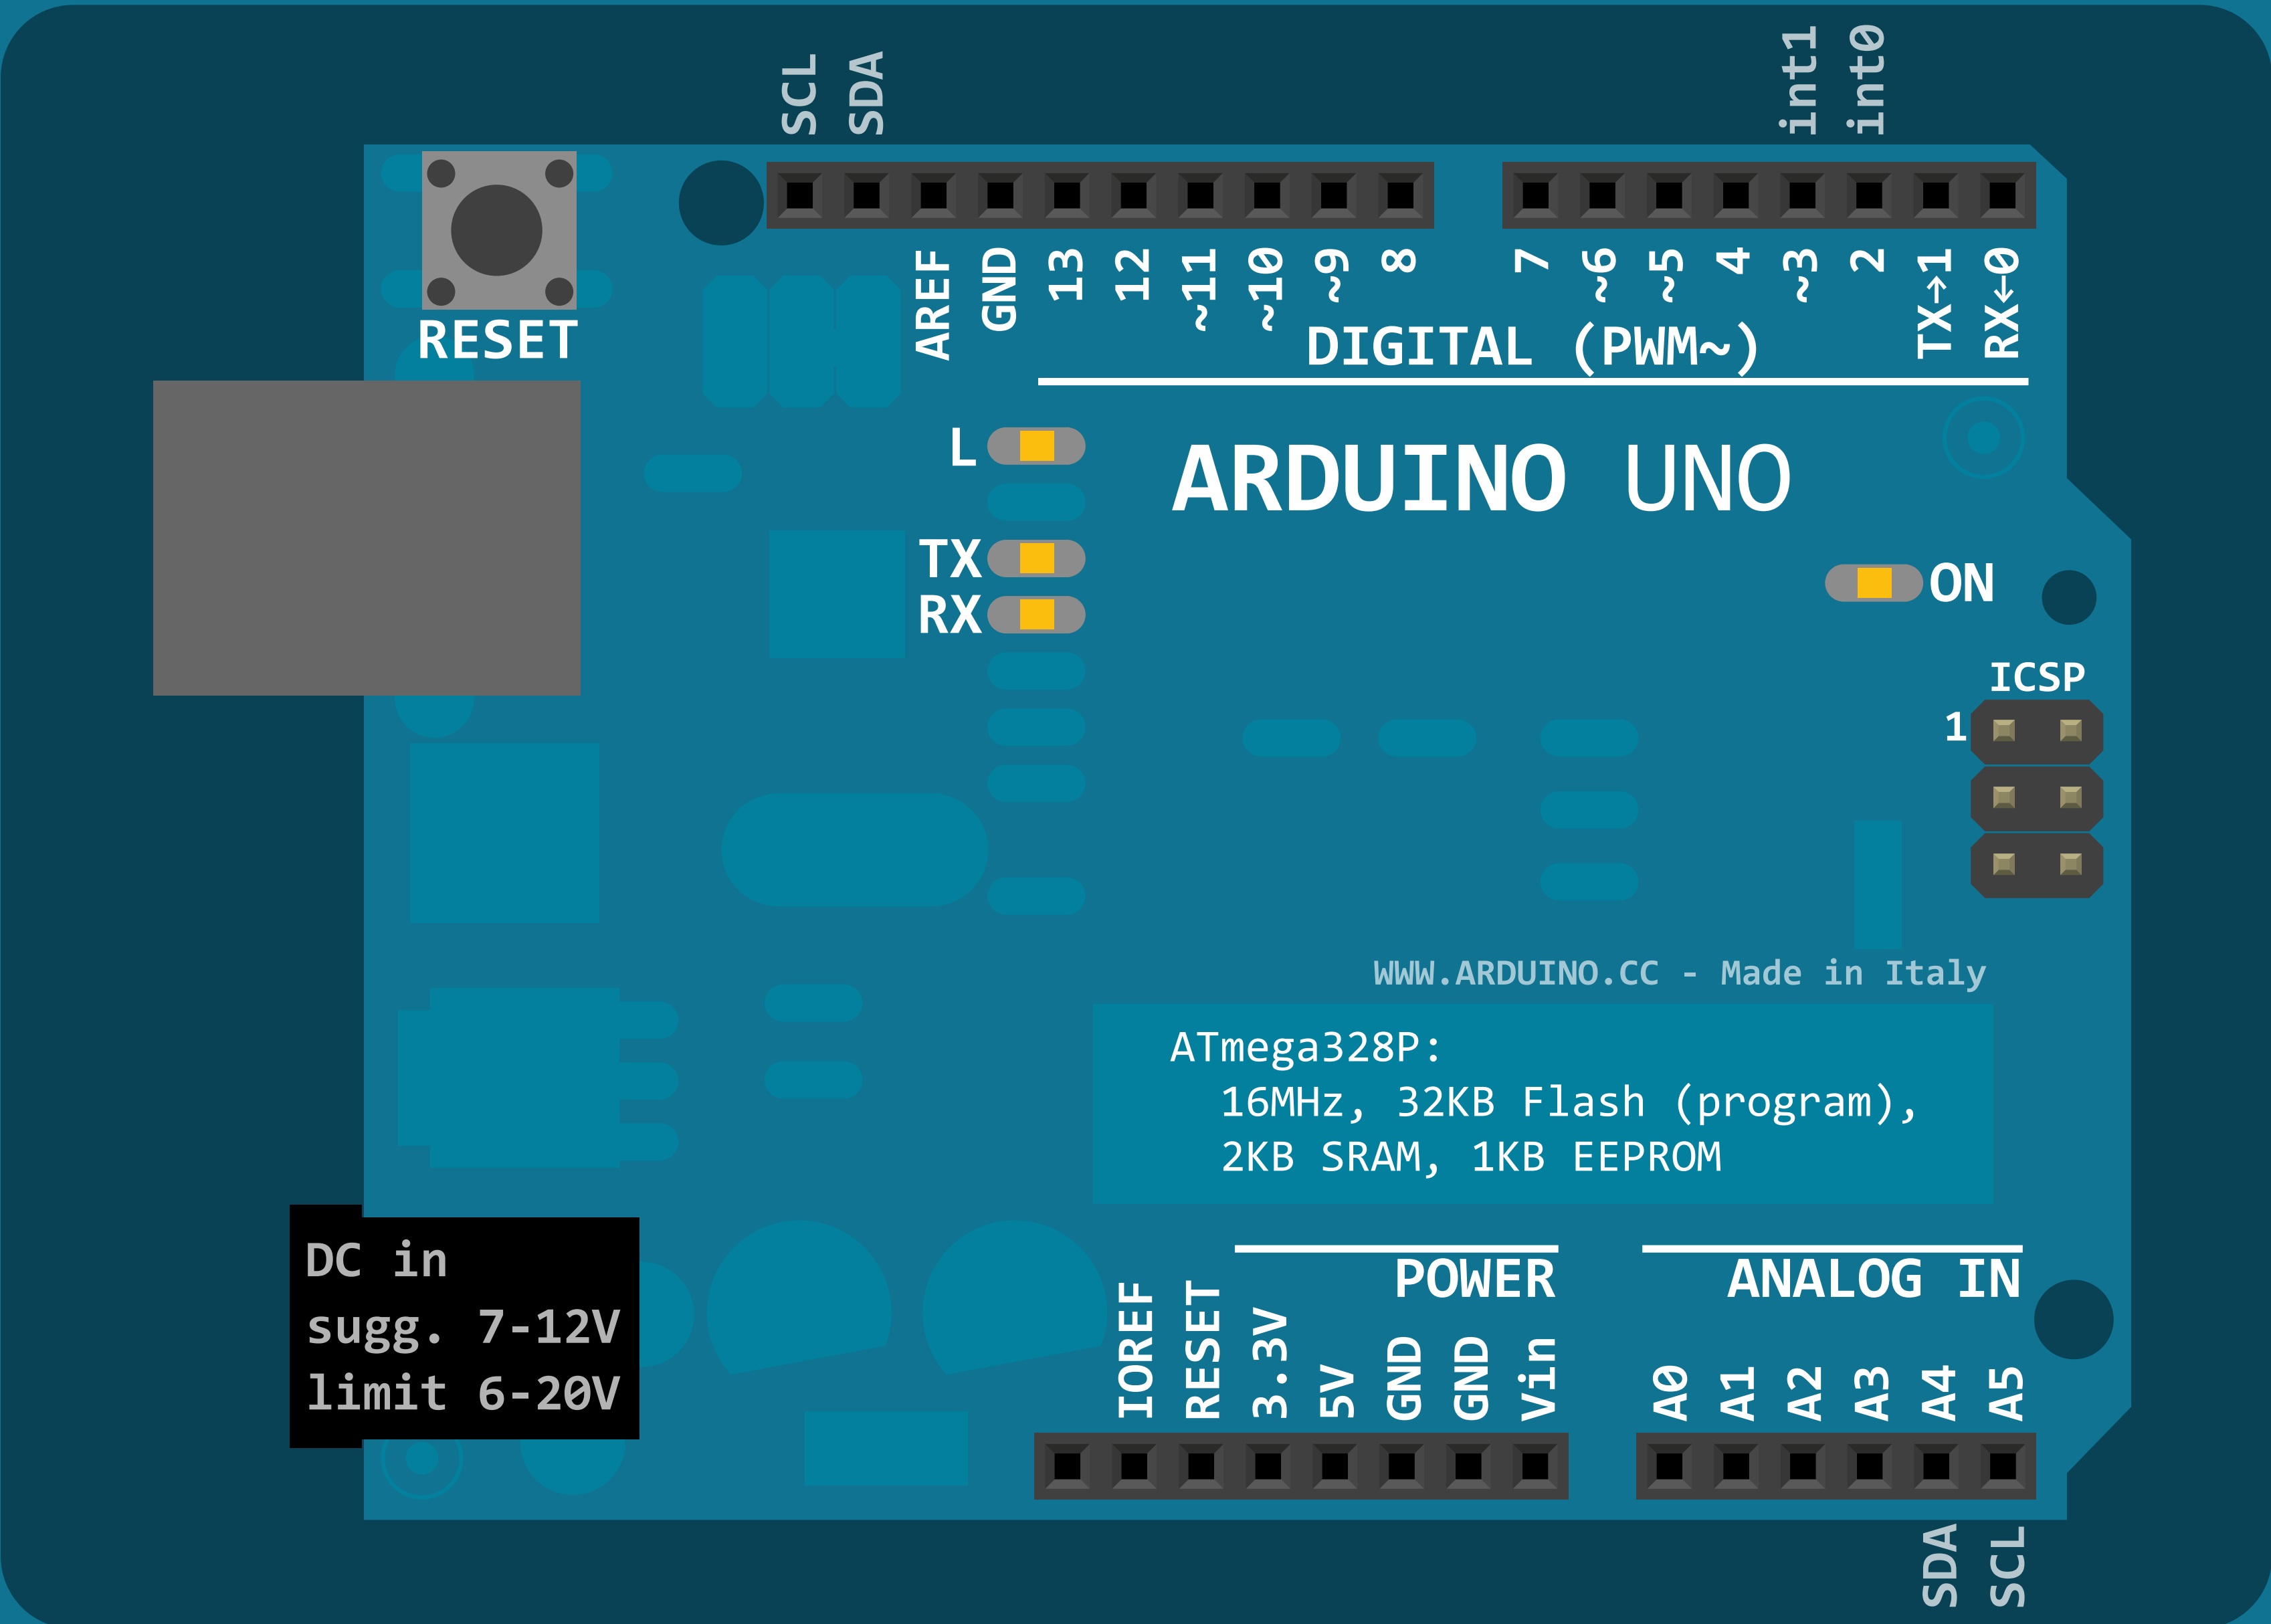 SCL
SDA
int1
int0
AREF
GND
13
12
~11
~10
~9
8
7
~6
~5
4
~3
2
TX→1
RX←0
RESET
DIGITAL (PWM~)
L
ARDUINO UNO
TX
RX
ON
ICSP
1
WWW.ARDUINO.CC - Made in Italy
ATmega328P:
16MHz, 32KB Flash (program),
2KB SRAM, 1KB EEPROM
DC in
sugg. 7-12V
limit 6-20V
POWER
ANALOG IN
IOREF
RESET
3.3V
5V
GND
GND
Vin
A0
A1
A2
A3
A4
A5
SDA
SCL